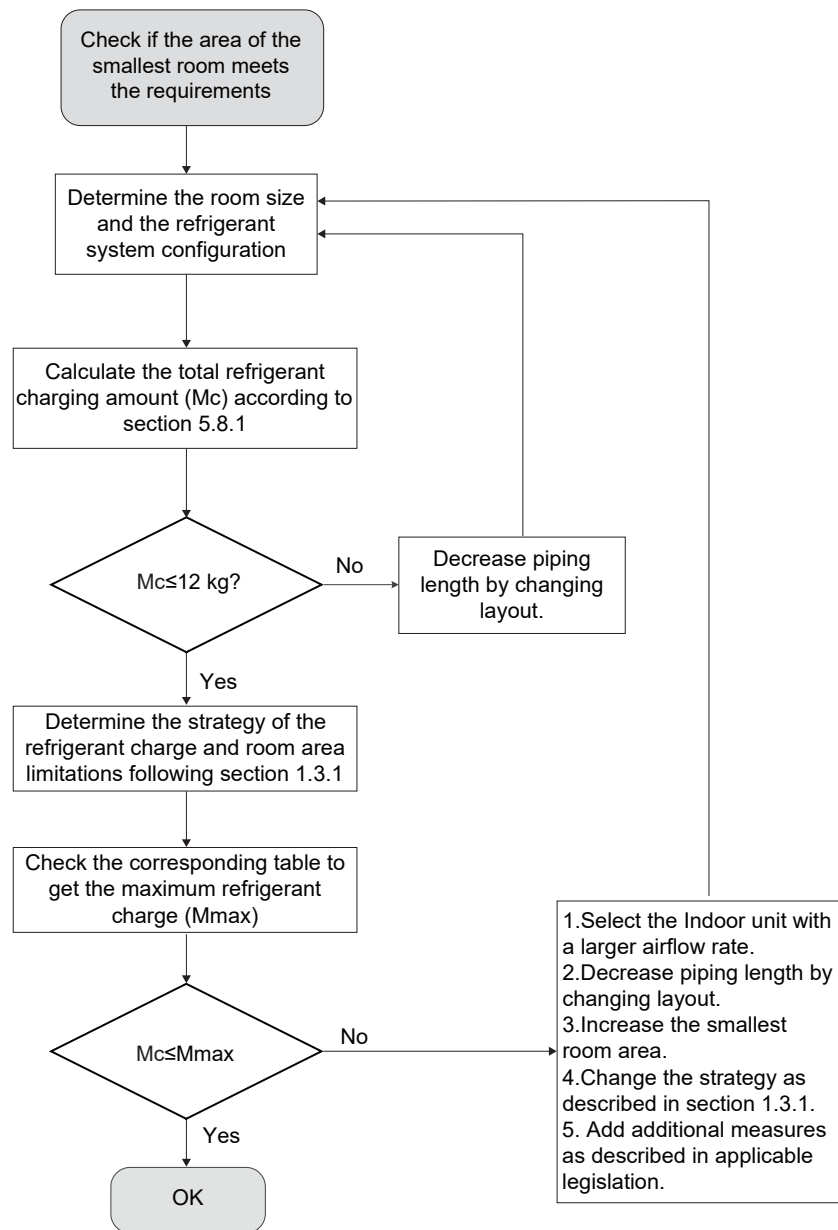 Check if the area of the
smallest room meets
the requirements
Determine the room size
and the refrigerant
system configuration
Calculate the total refrigerant
charging amount (Mc) according to
section 5.8.1
Mc≤12 kg?
No
Decrease piping
length by changing
layout.
Yes
Determine the strategy of the
refrigerant charge and room area
limitations following section 1.3.1
Check the corresponding table to
get the maximum refrigerant
charge (Mmax)
Mc≤Mmax
No
1.Select the Indoor unit with
a larger airflow rate.
2.Decrease piping length by
changing layout.
3.Increase the smallest
room area.
4.Change the strategy as
described in section 1.3.1.
5. Add additional measures
as described in applicable
legislation.
Yes
OK